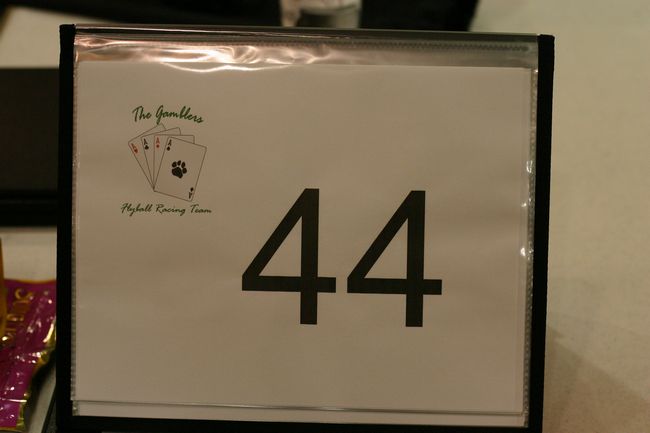 The Gamblers
A A A A
A
Flyball Racing Team
44